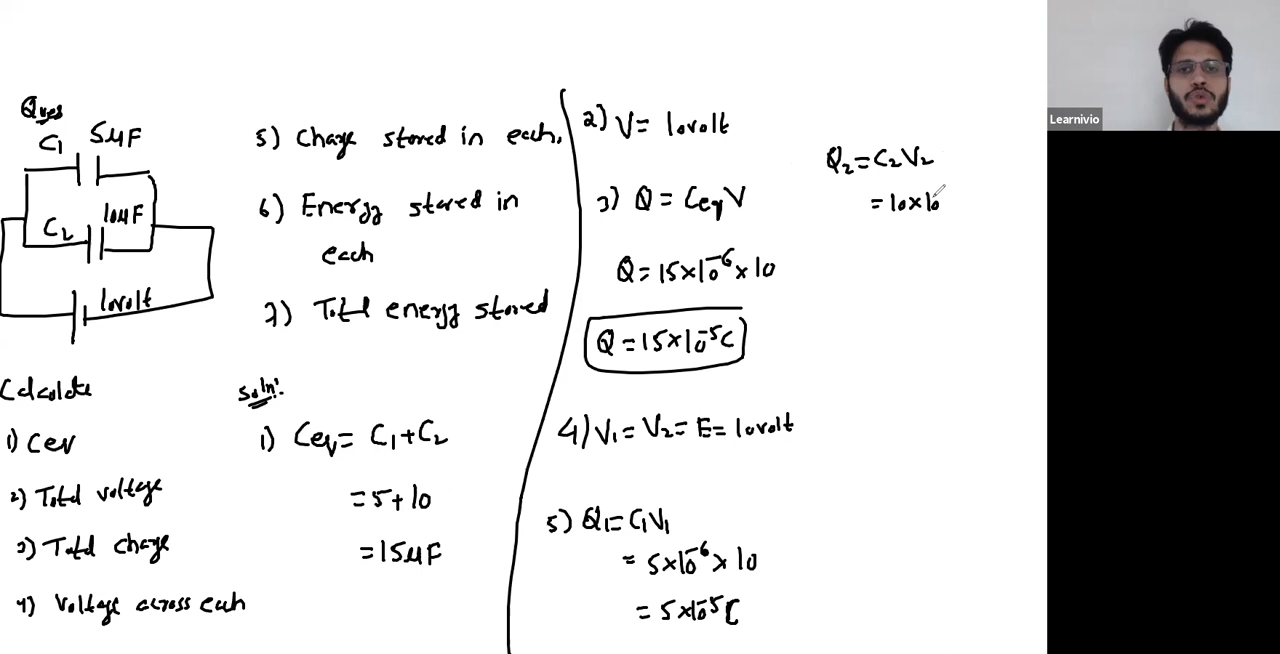 Ques
C₁ 5μF
C₂ 10μF
10volt
Calculate
1) Ceq
2) Total voltage
3) Total charge
4) Voltage across each
5) Charge stored in each.
6) Energy stored in
each
7) Total energy stored
Solⁿ:
1) Ceq = C₁+C₂
=5+10
=15μF
2) V= 10volt
3) Q = CeqV
Q=15×10⁻⁶×10
Q=15×10⁻⁵C
4) V₁= V₂= E= 10volt
5) Q₁=C₁V₁
= 5×10⁻⁶×10
= 5×10⁻⁵C
Q₂=C₂V₂
=10×10
Learnivio